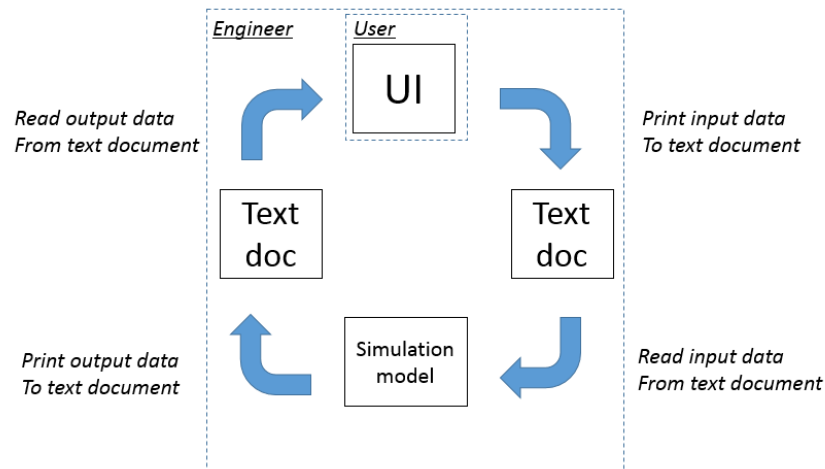 Engineer
User
UI
Read output data
From text document
Print input data
To text document
Text
doc
Text
doc
Print output data
To text document
Simulation
model
Read input data
From text document